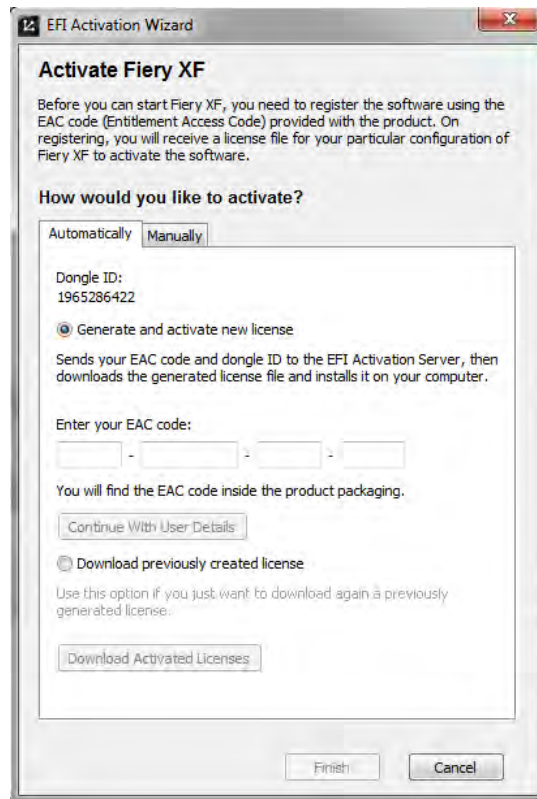 EFI Activation Wizard
Activate Fiery XF
Before you can start Fiery XF, you need to register the software using the
EAC code (Entitlement Access Code) provided with the product. On
registering, you will receive a license file for your particular configuration of
Fiery XF to activate the software.
How would you like to activate?
Automatically Manually
Dongle ID:
1965286422
Generate and activate new license
Sends your EAC code and dongle ID to the EFI Activation Server, then
downloads the generated license file and installs it on your computer.
Enter your EAC code:
- - -
You will find the EAC code inside the product packaging.
Continue With User Details
Download previously created license
Use this option if you just want to download again a previously
generated license.
Download Activated Licenses
Finish Cancel